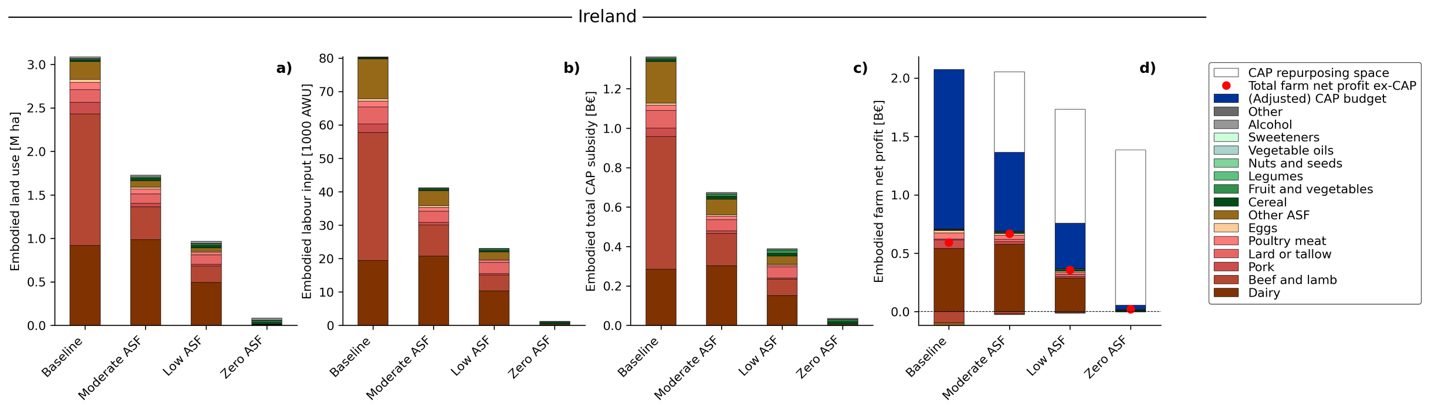 Ireland
a)
Embodied land use [M ha]
3.0
2.5
2.0
1.5
1.0
0.5
0.0
Baseline
Moderate ASF
Low ASF
Zero ASF
b)
Embodied labour input [1000 AWU]
80
70
60
50
40
30
20
10
0
Baseline
Moderate ASF
Low ASF
Zero ASF
c)
Embodied total CAP subsidy [B€]
1.2
1.0
0.8
0.6
0.4
0.2
0.0
Baseline
Moderate ASF
Low ASF
Zero ASF
d)
Embodied farm net profit [B€]
2.0
1.5
1.0
0.5
0.0
Baseline
Moderate ASF
Low ASF
Zero ASF
CAP repurposing space
Total farm net profit ex-CAP
(Adjusted) CAP budget
Other
Alcohol
Sweeteners
Vegetable oils
Nuts and seeds
Legumes
Fruit and vegetables
Cereal
Other ASF
Eggs
Poultry meat
Lard or tallow
Pork
Beef and lamb
Dairy